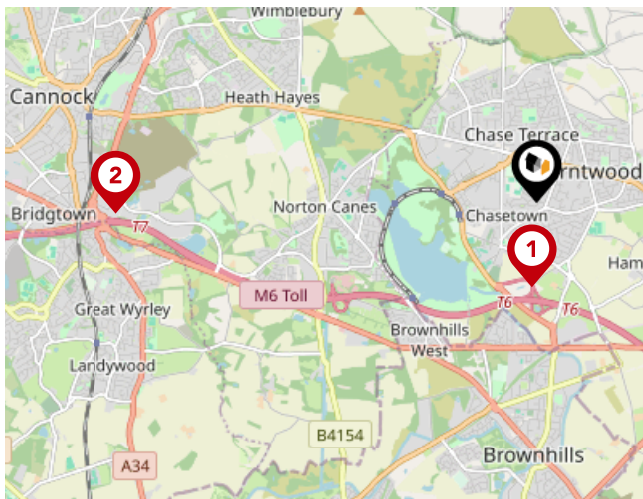 Wimblebury
Cannock
Heath Hayes
Chase Terrace
rntwood
2
Bridgtown
T7
Norton Canes
Chasetown
1
Ham
M6 Toll
T6
T6
Great Wyrley
Brownhills
West
Landywood
B4154
A34
Brownhills